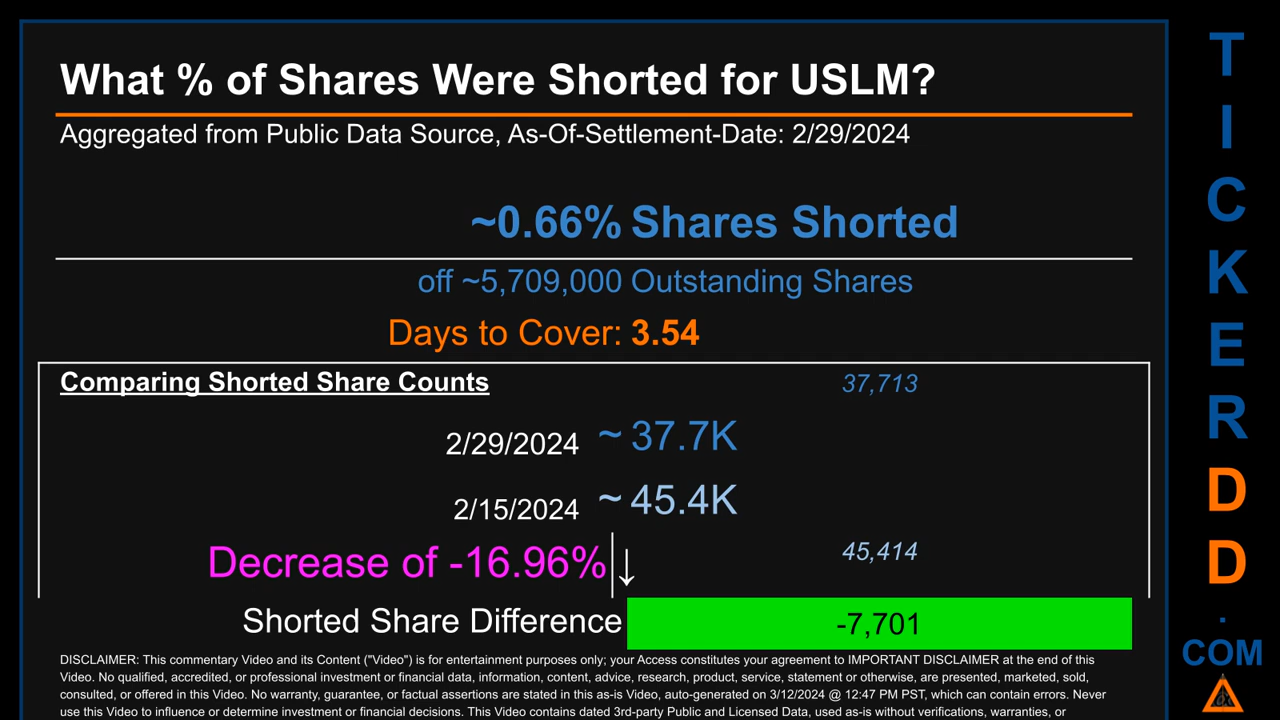 What % of Shares Were Shorted for USLM?
Aggregated from Public Data Source, As-Of-Settlement-Date: 2/29/2024
~0.66% Shares Shorted
off ~5,709,000 Outstanding Shares
Days to Cover: 3.54
Comparing Shorted Share Counts 37,713
2/29/2024 ~ 37.7K
2/15/2024 ~ 45.4K
Decrease of -16.96% ↓ 45,414
Shorted Share Difference -7,701
DISCLAIMER: This commentary Video and its Content ("Video") is for entertainment purposes only; your Access constitutes your agreement to IMPORTANT DISCLAIMER at the end of this
Video. No qualified, accredited, or professional investment or financial data, information, content, advice, research, product, service, statement or otherwise, are presented, marketed, sold,
consulted, or offered in this Video. No warranty, guarantee, or factual assertions are stated in this as-is Video, auto-generated on 3/12/2024 @ 12:47 PM PST, which can contain errors. Never
use this Video to influence or determine investment or financial decisions. This Video contains dated 3rd-party Public and Licensed Data, used as-is without verifications, warranties, or
T
I
C
K
E
R
D
D
.
COM